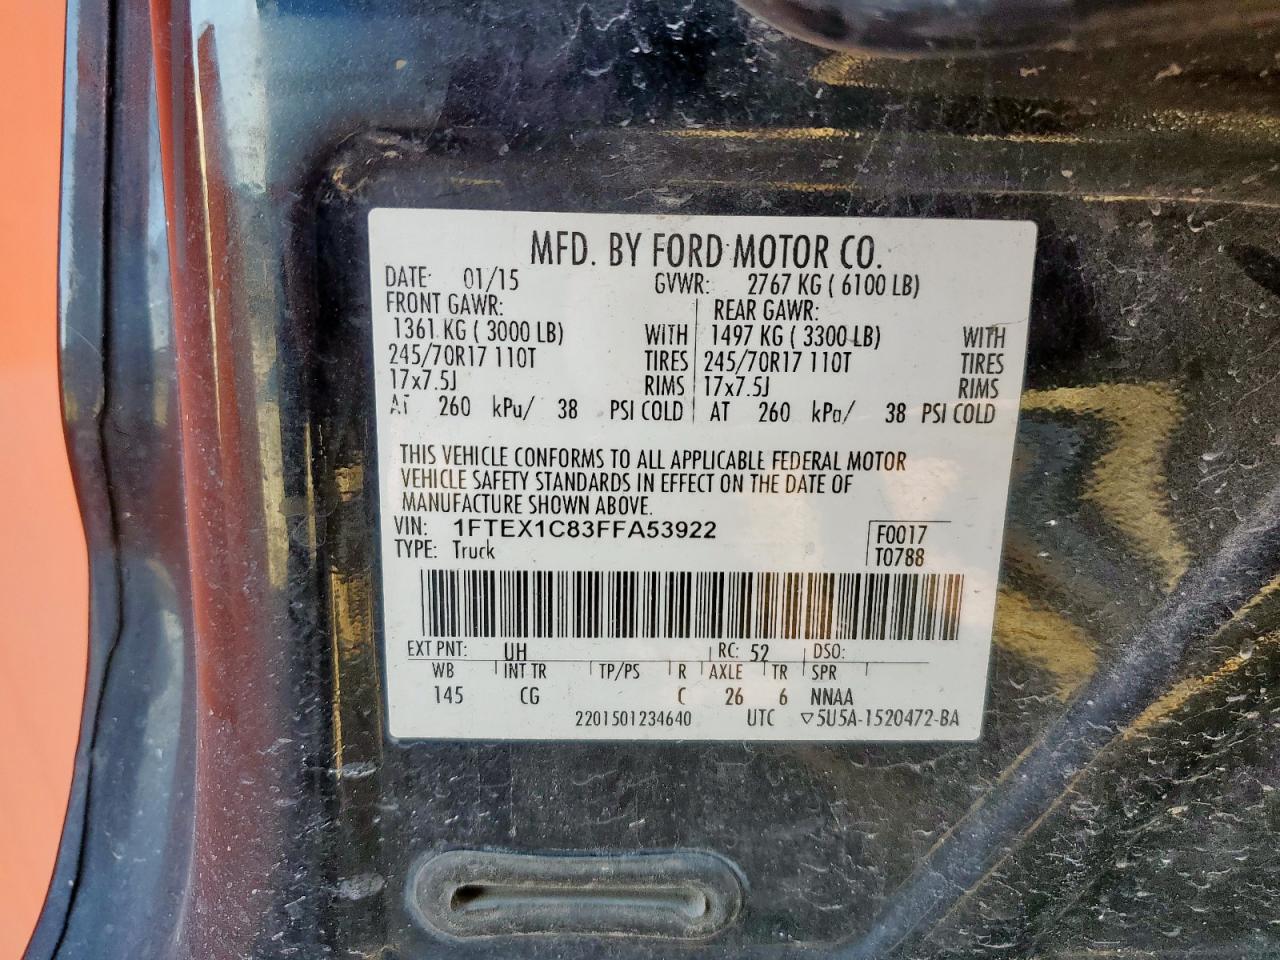 MFD. BY FORD MOTOR CO.
DATE: 01/15 GVWR: 2767 KG ( 6100 LB)
FRONT GAWR: REAR GAWR:
1361 KG ( 3000 LB) WITH 1497 KG ( 3300 LB) WITH
245/70R17 110T TIRES 245/70R17 110T TIRES
17x7.5J RIMS 17x7.5J RIMS
AT 260 kPa/ 38 PSI COLD AT 260 kPa/ 38 PSI COLD
THIS VEHICLE CONFORMS TO ALL APPLICABLE FEDERAL MOTOR
VEHICLE SAFETY STANDARDS IN EFFECT ON THE DATE OF
MANUFACTURE SHOWN ABOVE.
VIN: 1FTEX1C83FFA53922 F0017
TYPE: Truck T0788
EXT PNT: UH RC: 52 DSO:
WB INT TR TP/PS R AXLE TR SPR
145 CG C 26 6 NNAA
2201501234640 UTC ▽5U5A-1520472-BA